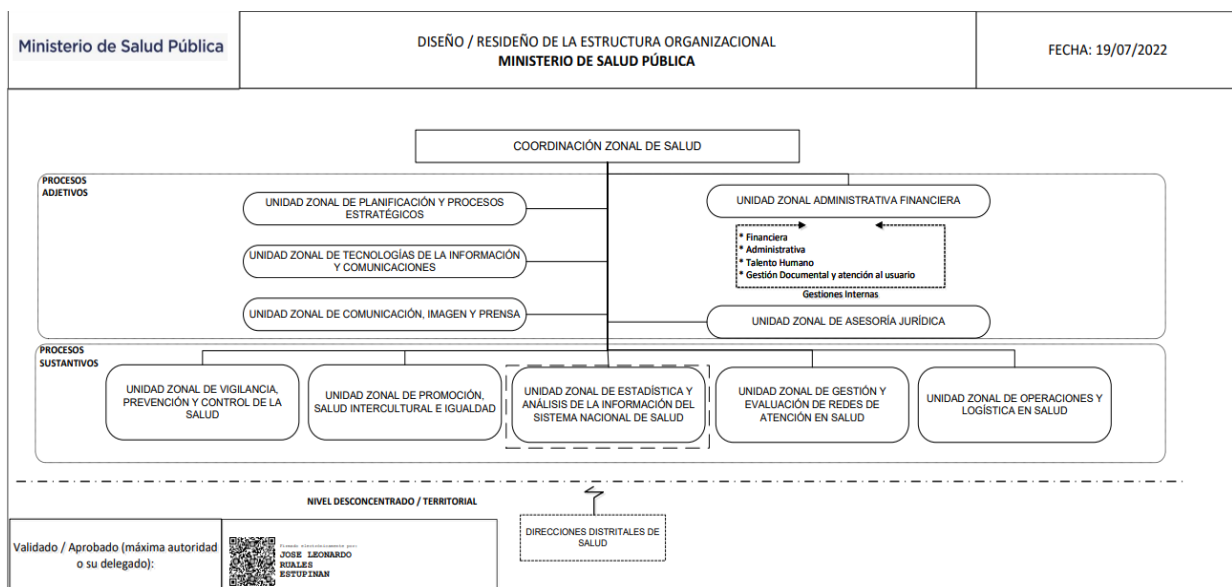 Ministerio de Salud Pública
DISEÑO / RESIDEÑO DE LA ESTRUCTURA ORGANIZACIONAL
MINISTERIO DE SALUD PÚBLICA
FECHA: 19/07/2022
COORDINACIÓN ZONAL DE SALUD
PROCESOS
ADJETIVOS
UNIDAD ZONAL DE PLANIFICACIÓN Y PROCESOS
ESTRATÉGICOS
UNIDAD ZONAL ADMINISTRATIVA FINANCIERA
* Financiera
* Administrativa
* Talento Humano
* Gestión Documental y atención al usuario
Gestiones Internas
UNIDAD ZONAL DE TECNOLOGÍAS DE LA INFORMACIÓN
Y COMUNICACIONES
UNIDAD ZONAL DE COMUNICACIÓN, IMAGEN Y PRENSA
UNIDAD ZONAL DE ASESORÍA JURÍDICA
PROCESOS
SUSTANTIVOS
UNIDAD ZONAL DE VIGILANCIA,
PREVENCIÓN Y CONTROL DE LA
SALUD
UNIDAD ZONAL DE PROMOCIÓN,
SALUD INTERCULTURAL E IGUALDAD
UNIDAD ZONAL DE ESTADÍSTICA Y
ANÁLISIS DE LA INFORMACIÓN DEL
SISTEMA NACIONAL DE SALUD
UNIDAD ZONAL DE GESTIÓN Y
EVALUACIÓN DE REDES DE
ATENCIÓN EN SALUD
UNIDAD ZONAL DE OPERACIONES Y
LOGÍSTICA EN SALUD
NIVEL DESCONCENTRADO / TERRITORIAL
DIRECCIONES DISTRITALES DE
SALUD
Validado / Aprobado (máxima autoridad
o su delegado):
Firmado electrónicamente por:
JOSE LEONARDO
RUALES
ESTUPINAN